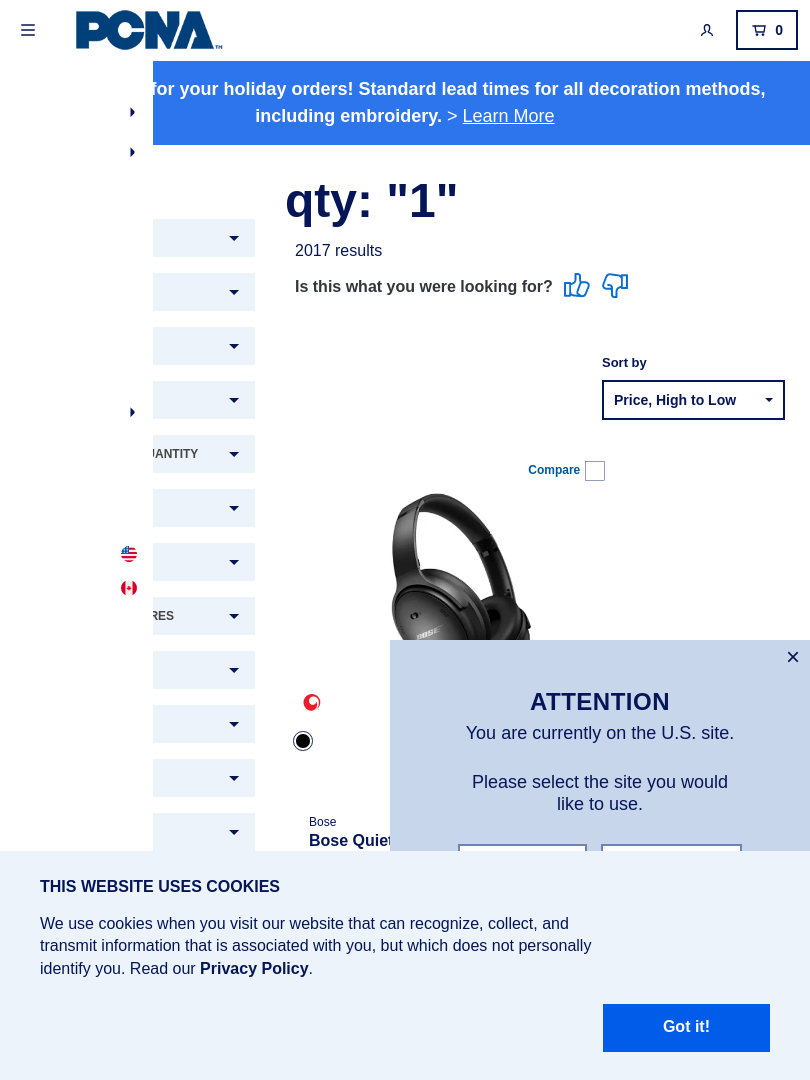 PCNA™
0
for your holiday orders! Standard lead times for all decoration methods,
including embroidery. > Learn More
qty: "1"
2017 results
Is this what you were looking for?
Sort by
Price, High to Low
Compare
BOSE
Bose
Bose Quiet
×
ATTENTION
You are currently on the U.S. site.
Please select the site you would
like to use.
THIS WEBSITE USES COOKIES
We use cookies when you visit our website that can recognize, collect, and
transmit information that is associated with you, but which does not personally
identify you. Read our Privacy Policy.
Got it!